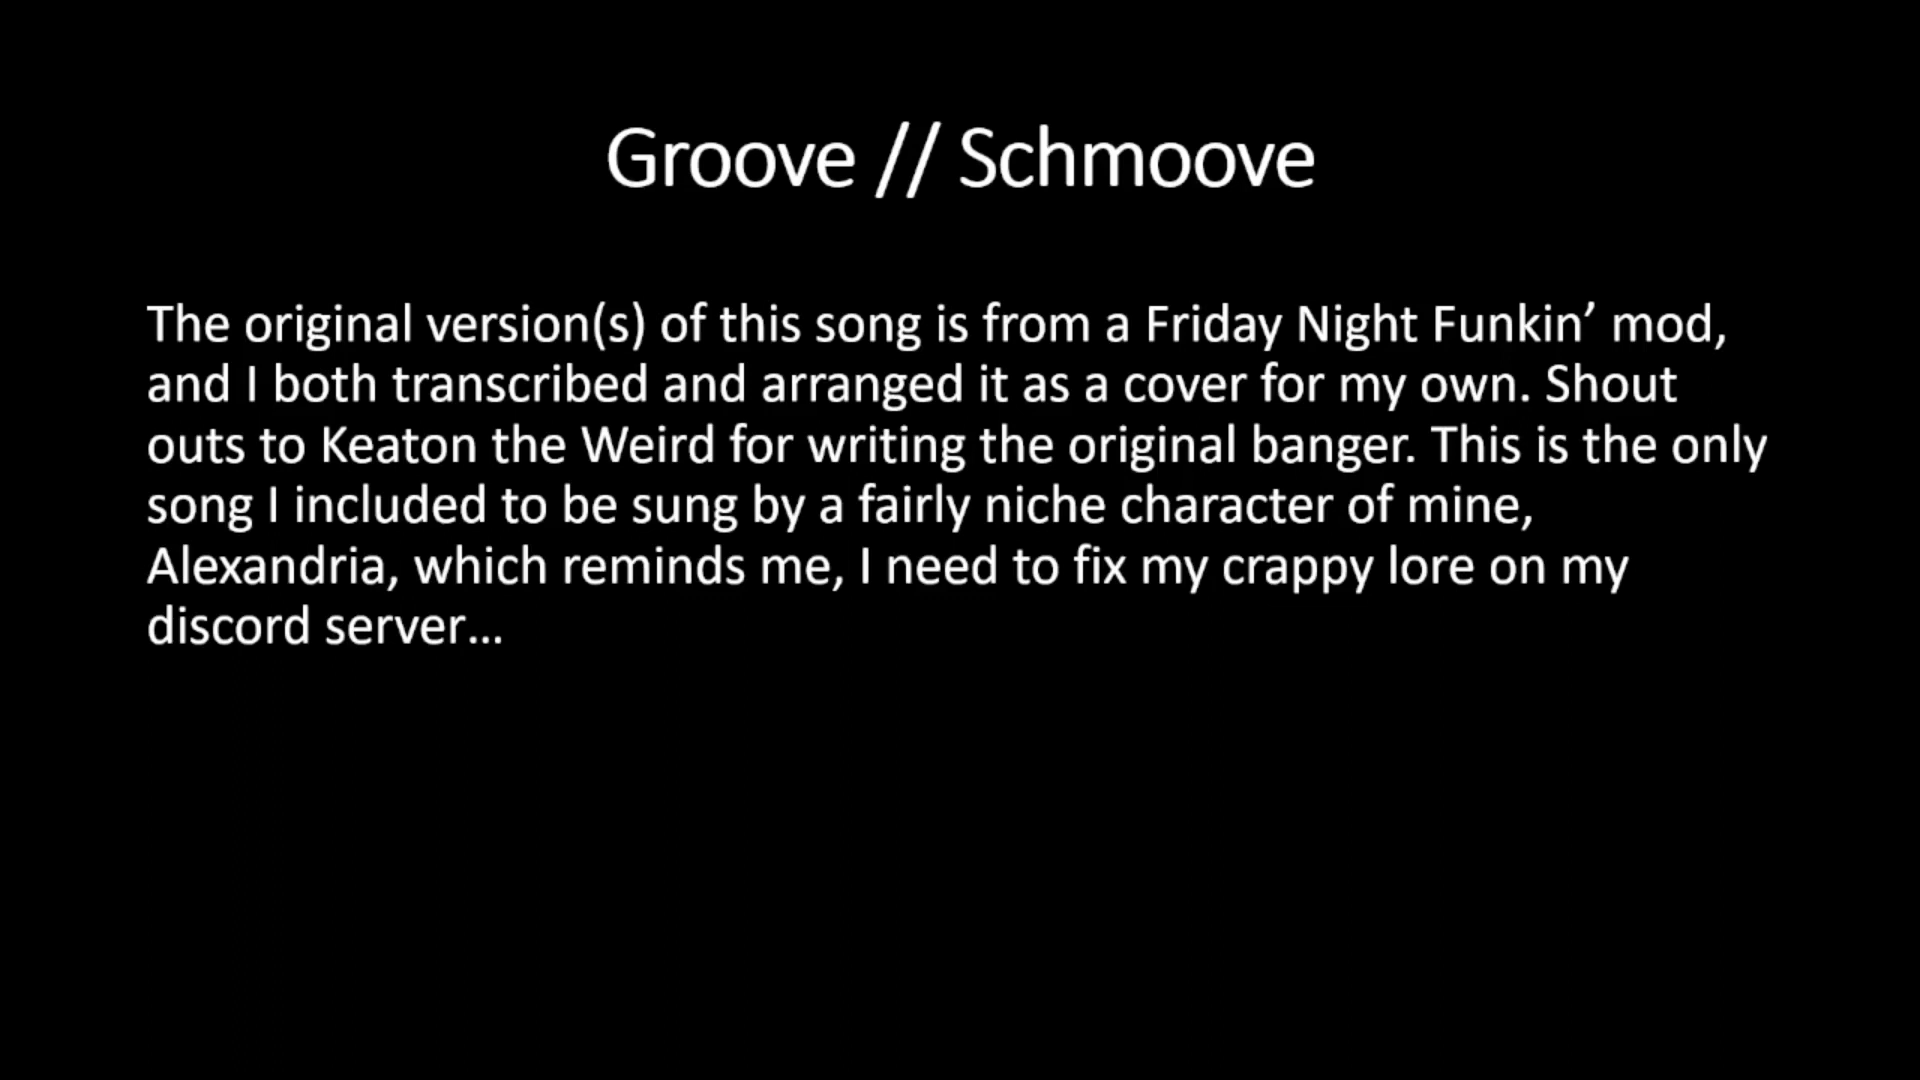 Groove // Schmoove
The original version(s) of this song is from a Friday Night Funkin’ mod,
and I both transcribed and arranged it as a cover for my own. Shout
outs to Keaton the Weird for writing the original banger. This is the only
song I included to be sung by a fairly niche character of mine,
Alexandria, which reminds me, I need to fix my crappy lore on my
discord server…